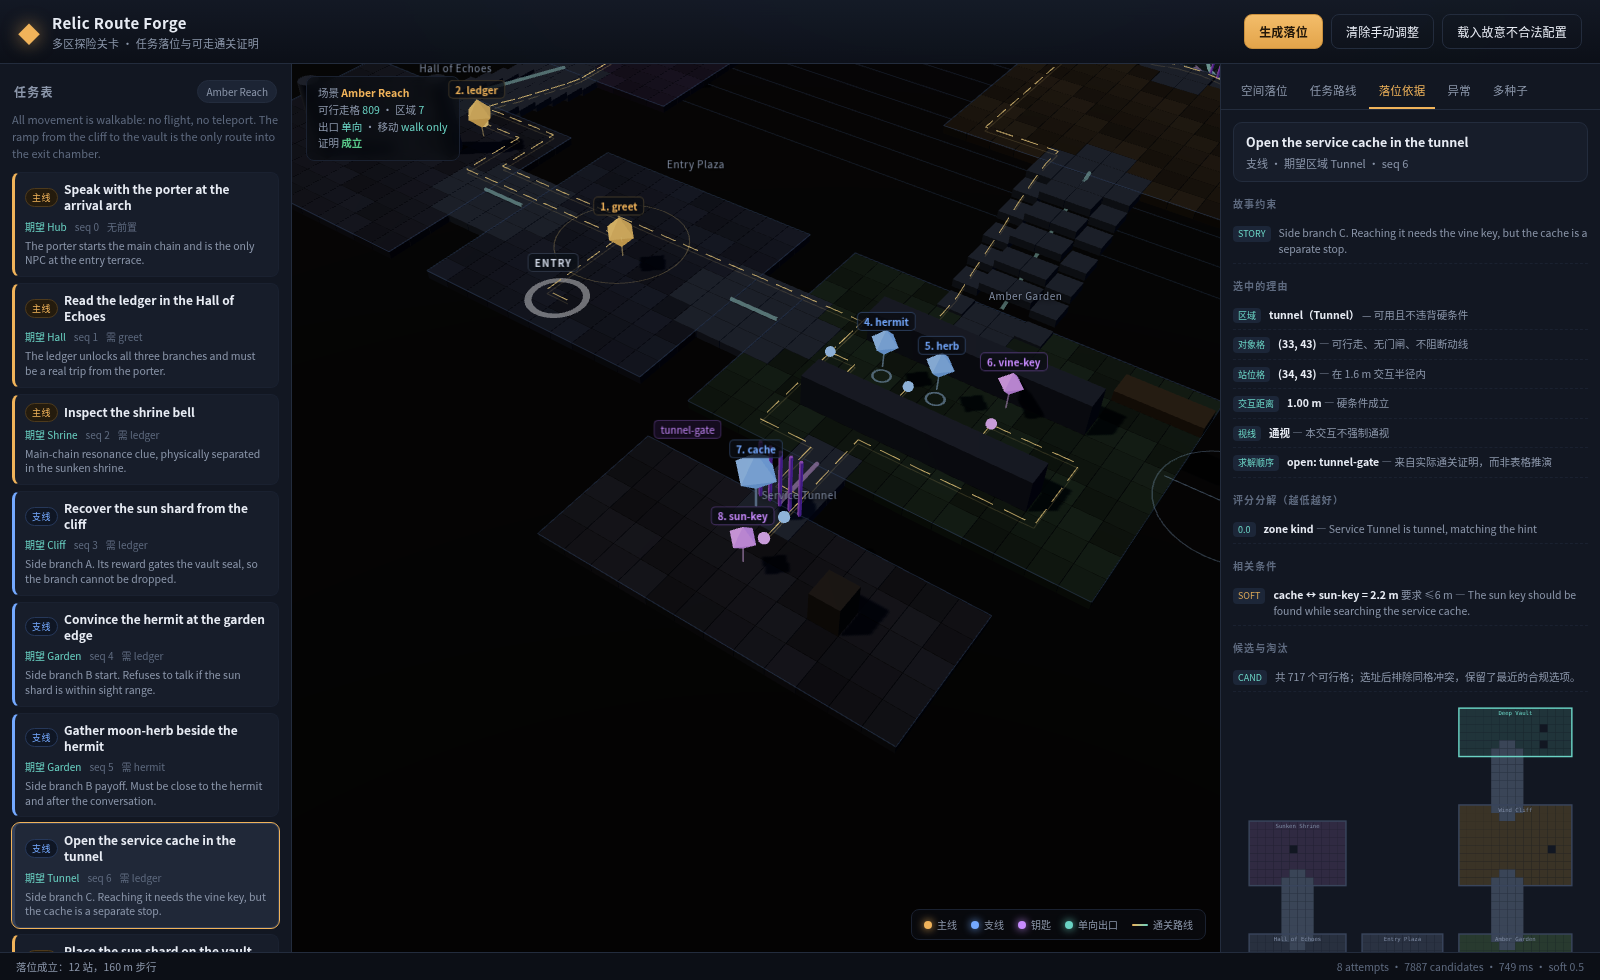 Relic Route Forge
多区探险关卡 · 任务落位与可走通关证明
生成落位
清除手动调整
载入故意不合法配置
任务表
Amber Reach
All movement is walkable: no flight, no teleport. The
ramp from the cliff to the vault is the only route into
the exit chamber.
主线
Speak with the porter at the
arrival arch
期望 Hub seq 0 无前置
The porter starts the main chain and is the only
NPC at the entry terrace.
主线
Read the ledger in the Hall of
Echoes
期望 Hall seq 1 需 greet
The ledger unlocks all three branches and must
be a real trip from the porter.
主线
Inspect the shrine bell
期望 Shrine seq 2 需 ledger
Main-chain resonance clue, physically separated
in the sunken shrine.
支线
Recover the sun shard from the
cliff
期望 Cliff seq 3 需 ledger
Side branch A. Its reward gates the vault seal, so
the branch cannot be dropped.
支线
Convince the hermit at the garden
edge
期望 Garden seq 4 需 ledger
Side branch B start. Refuses to talk if the sun
shard is within sight range.
支线
Gather moon-herb beside the
hermit
期望 Garden seq 5 需 hermit
Side branch B payoff. Must be close to the hermit
and after the conversation.
支线
Open the service cache in the
tunnel
期望 Tunnel seq 6 需 ledger
Side branch C. Reaching it needs the vine key, but
the cache is a separate stop.
Place the sun shard on the vault
Hall of Echoes
场景 Amber Reach
可行走格 809 · 区域 7
出口 单向 · 移动 walk only
证明 成立
2. ledger
Entry Plaza
1. greet
ENTRY
Amber Garden
4. hermit
5. herb
6. vine-key
tunnel-gate
7. cache
Service Tunnel
8. sun-key
主线
支线
钥匙
单向出口
通关路线
空间落位
任务路线
落位依据
异常
多种子
Open the service cache in the tunnel
支线 · 期望区域 Tunnel · seq 6
故事约束
STORY Side branch C. Reaching it needs the vine key, but the cache is a
separate stop.
选中的理由
区域 tunnel（Tunnel） — 可用且不违背硬条件
对象格 (33, 43) — 可行走、无门闸、不阻断动线
站位格 (34, 43) — 在 1.6 m 交互半径内
交互距离 1.00 m — 硬条件成立
视线 通视 — 本交互不强制通视
求解顺序 open: tunnel-gate — 来自实际通关证明，而非表格推演
评分分解（越低越好）
0.0 zone kind — Service Tunnel is tunnel, matching the hint
相关条件
SOFT cache ↔ sun-key = 2.2 m 要求 ≤6 m — The sun key should be
found while searching the service cache.
候选与淘汰
CAND 共 717 个可行格；选址后排除同格冲突，保留了最近的合规选项。
Deep Vault
Wind Cliff
Sunken Shrine
Hall of Echoes
Entry Plaza
Amber Garden
落位成立：12 站，160 m 步行
8 attempts · 7887 candidates · 749 ms · soft 0.5